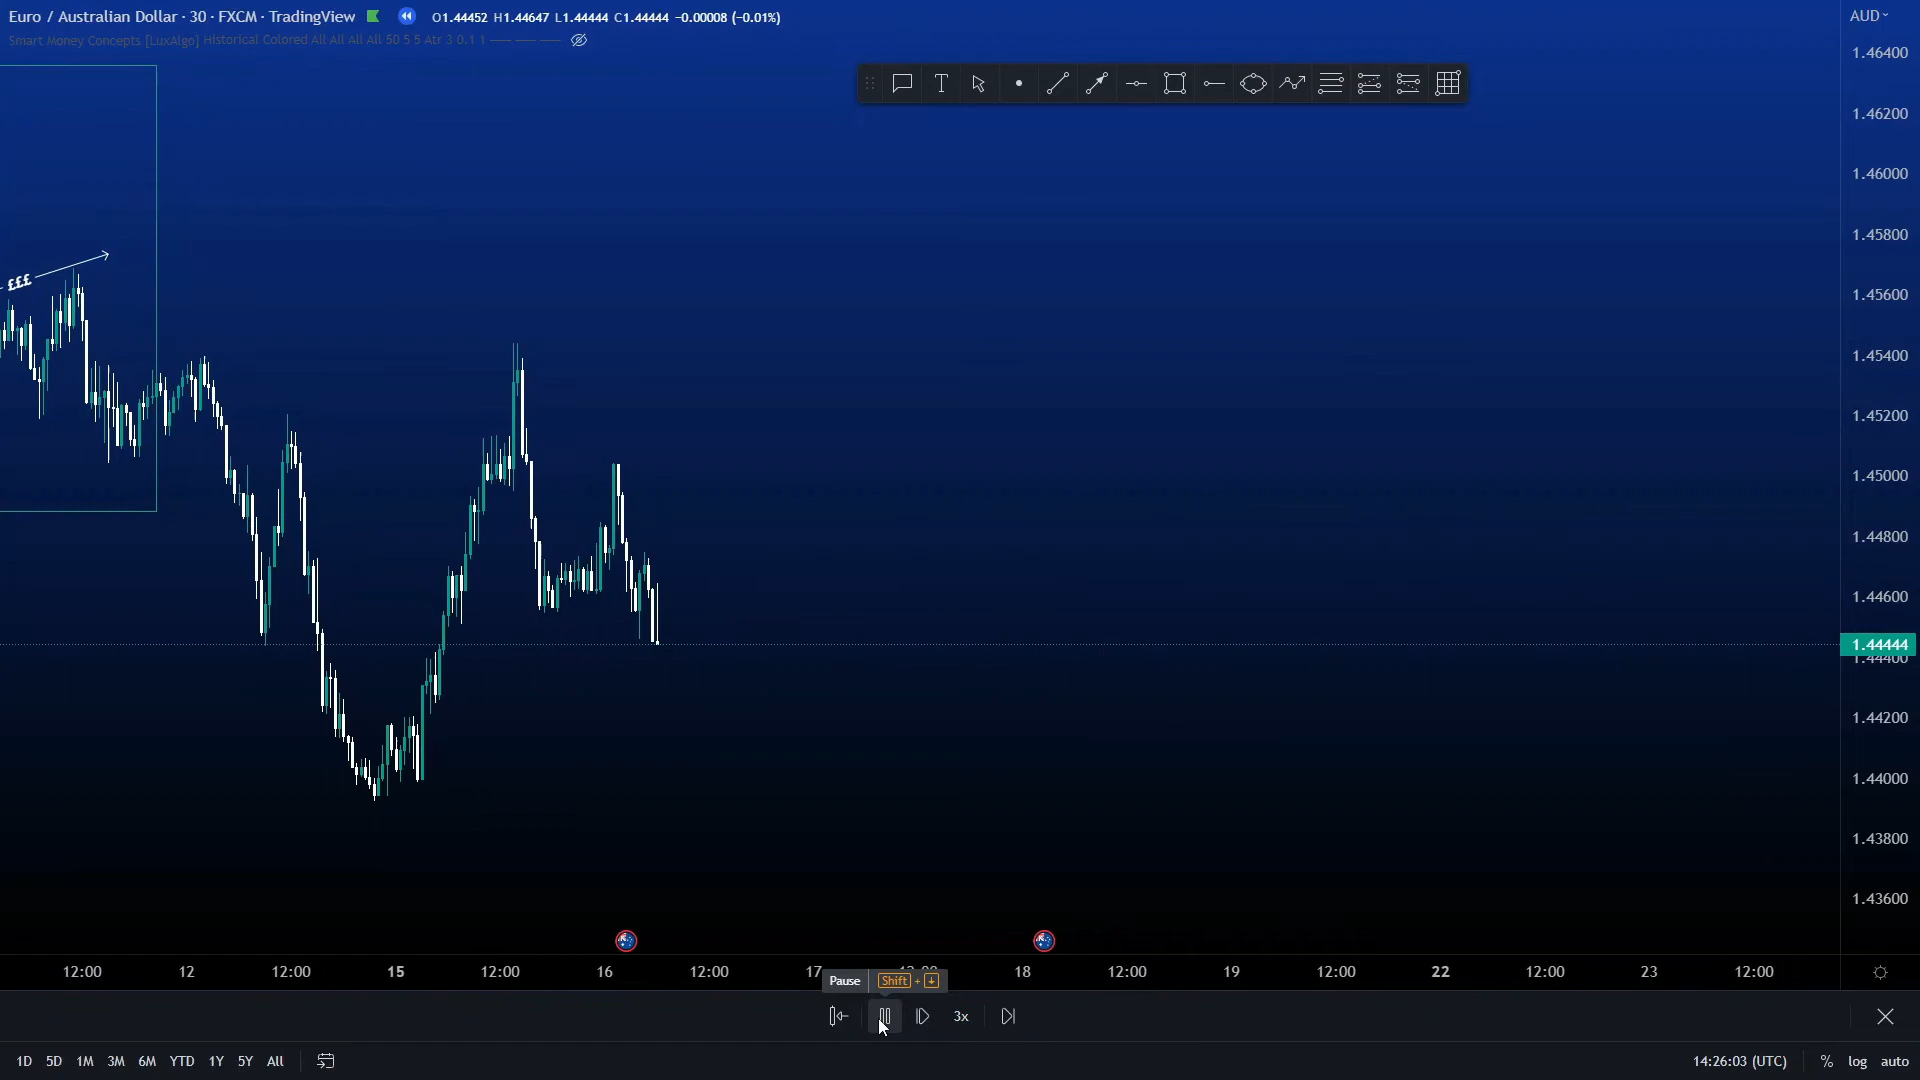 Euro / Australian Dollar · 30 · FXCM · TradingView O1.44452 H1.44647 L1.44444 C1.44444 −0.00008 (−0.01%)
Smart Money Concepts [LuxAlgo] Historical Colored All All All All 50 5 5 Atr 3 0.1 1
AUD
1.46400
1.46200
1.46000
1.45800
1.45600
1.45400
1.45200
1.45000
1.44800
1.44600
1.44444
1.44400
1.44200
1.44000
1.43800
1.43600
£££
12:00 12 12:00 15 12:00 16 12:00 17 12:00 18 12:00 19 12:00 22 12:00 23 12:00
Pause Shift + ↓
3x
1D 5D 1M 3M 6M YTD 1Y 5Y All 14:26:03 (UTC) % log auto